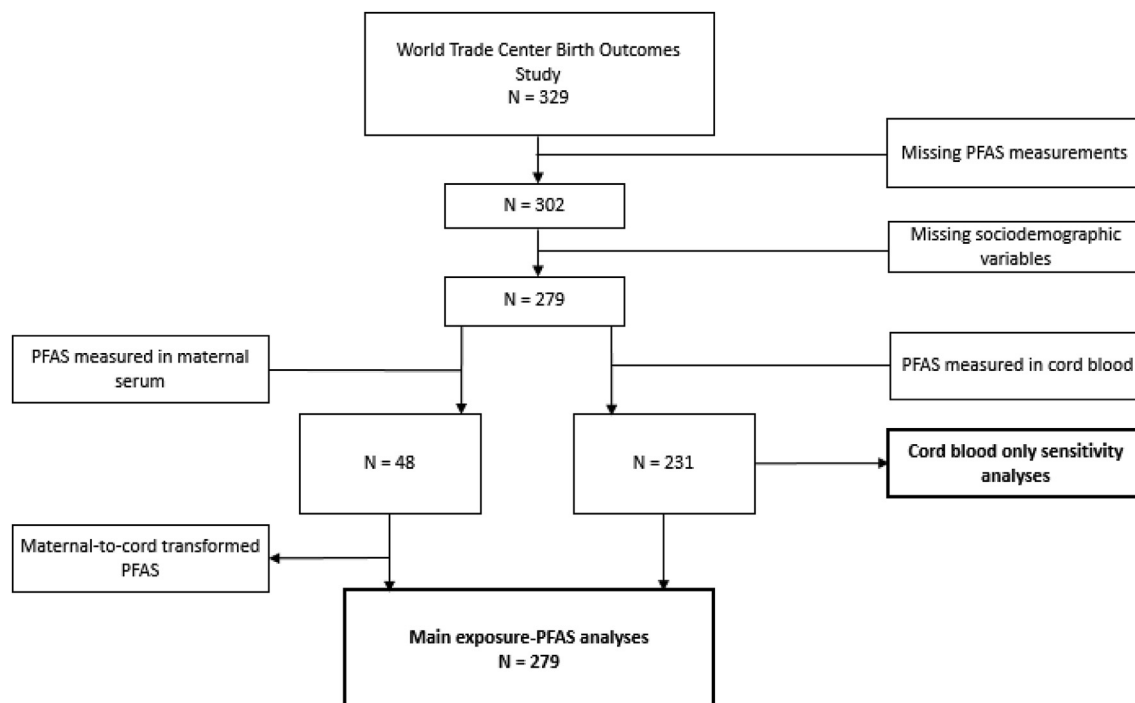 World Trade Center Birth Outcomes
Study
N = 329
Missing PFAS measurements
N = 302
Missing sociodemographic
variables
N = 279
PFAS measured in maternal
serum
PFAS measured in cord blood
N = 48
N = 231
Cord blood only sensitivity
analyses
Maternal-to-cord transformed
PFAS
Main exposure-PFAS analyses
N = 279